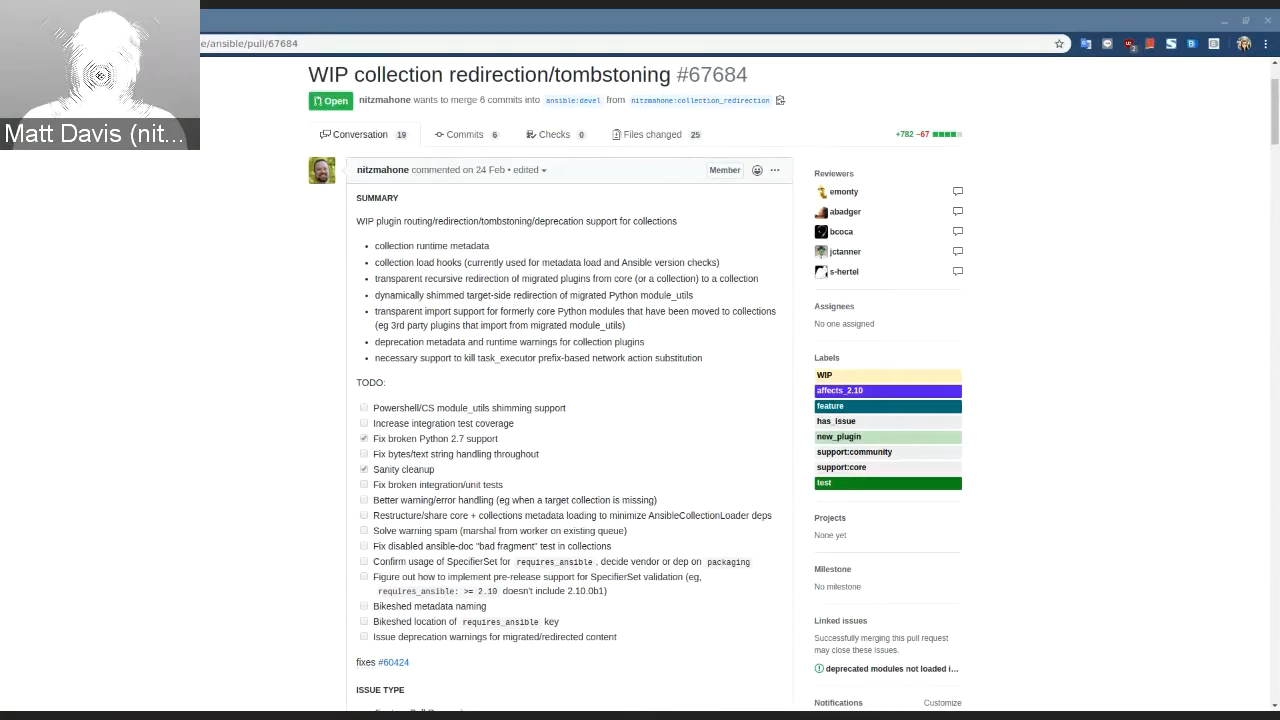 e/ansible/pull/67684
Matt Davis (nit...
WIP collection redirection/tombstoning #67684
Open nitzmahone wants to merge 6 commits into ansible:devel from nitzmahone:collection_redirection
Conversation 19 Commits 6 Checks 0 Files changed 25 +782 −67
nitzmahone commented on 24 Feb • edited Member
SUMMARY
WIP plugin routing/redirection/tombstoning/deprecation support for collections
• collection runtime metadata
• collection load hooks (currently used for metadata load and Ansible version checks)
• transparent recursive redirection of migrated plugins from core (or a collection) to a collection
• dynamically shimmed target-side redirection of migrated Python module_utils
• transparent import support for formerly core Python modules that have been moved to collections
(eg 3rd party plugins that import from migrated module_utils)
• deprecation metadata and runtime warnings for collection plugins
• necessary support to kill task_executor prefix-based network action substitution
TODO:
Powershell/CS module_utils shimming support
Increase integration test coverage
Fix broken Python 2.7 support
Fix bytes/text string handling throughout
Sanity cleanup
Fix broken integration/unit tests
Better warning/error handling (eg when a target collection is missing)
Restructure/share core + collections metadata loading to minimize AnsibleCollectionLoader deps
Solve warning spam (marshal from worker on existing queue)
Fix disabled ansible-doc "bad fragment" test in collections
Confirm usage of SpecifierSet for requires_ansible, decide vendor or dep on packaging
Figure out how to implement pre-release support for SpecifierSet validation (eg,
requires_ansible: >= 2.10 doesn't include 2.10.0b1)
Bikeshed metadata naming
Bikeshed location of requires_ansible key
Issue deprecation warnings for migrated/redirected content
fixes #60424
ISSUE TYPE
Reviewers
emonty
abadger
bcoca
jctanner
s-hertel
Assignees
No one assigned
Labels
WIP
affects_2.10
feature
has_issue
new_plugin
support:community
support:core
test
Projects
None yet
Milestone
No milestone
Linked issues
Successfully merging this pull request
may close these issues.
deprecated modules not loaded i...
Notifications Customize